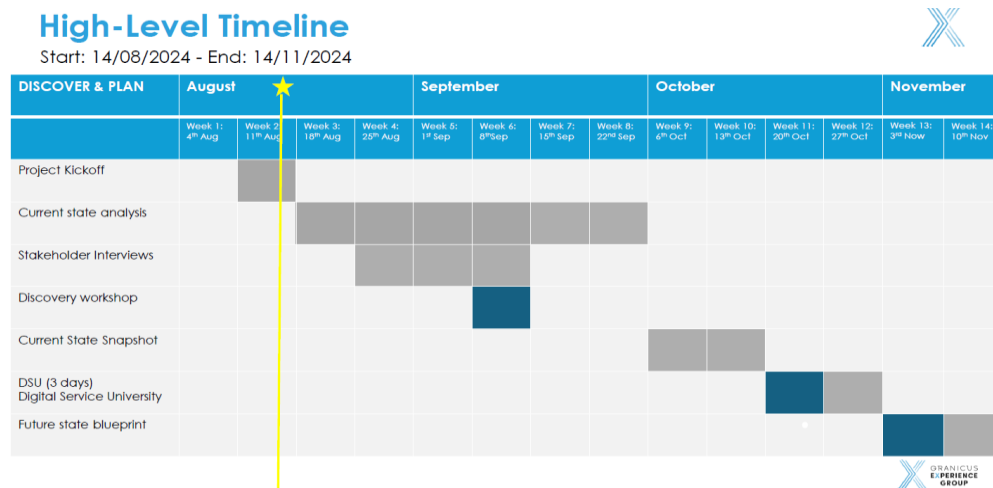 High-Level Timeline
Start: 14/08/2024 - End: 14/11/2024
DISCOVER & PLAN August September October November
Week 1: Week 2: Week 3: Week 4: Week 5: Week 6: Week 7: Week 8: Week 9: Week 10: Week 11: Week 12: Week 13: Week 14:
4th Aug 11th Aug 18th Aug 25th Aug 1st Sep 8thSep 15th Sep 22nd Sep 6th Oct 13th Oct 20th Oct 27th Oct 3rd Nov 10th Nov
Project Kickoff
Current state analysis
Stakeholder Interviews
Discovery workshop
Current State Snapshot
DSU (3 days)
Digital Service University
Future state blueprint
GRANICUS
EXPERIENCE
GROUP